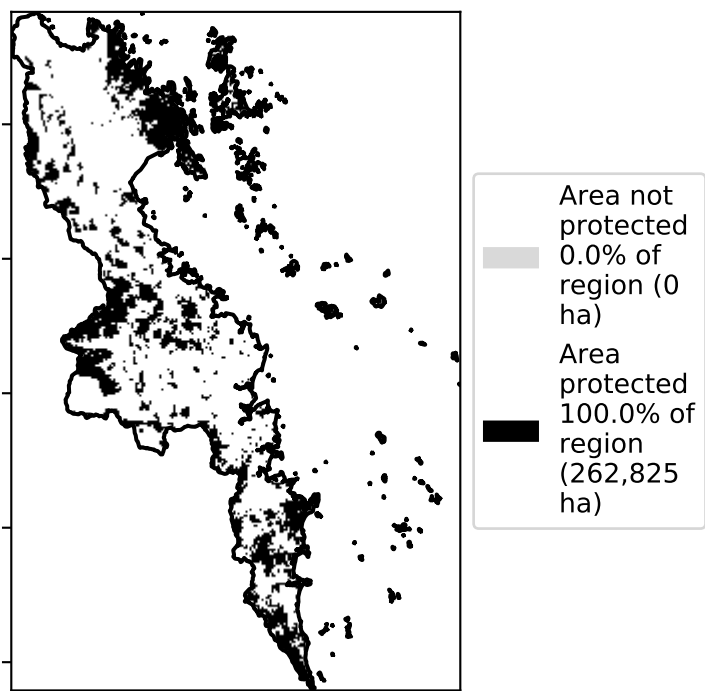 Area not
protected
0.0% of
region (0
ha)
Area
protected
100.0% of
region
(262,825
ha)